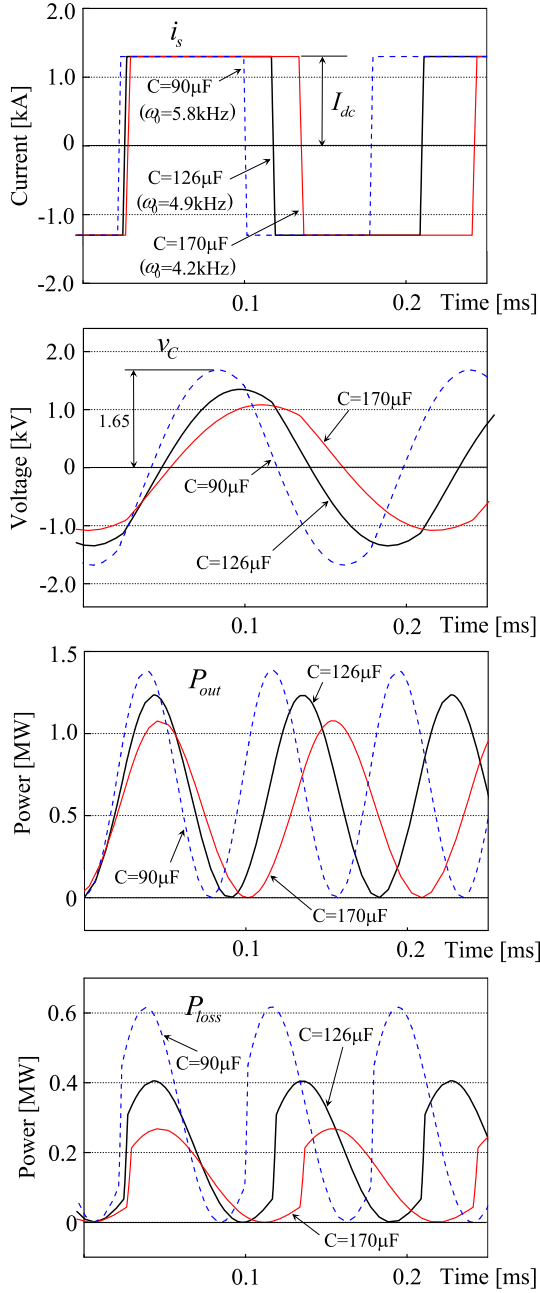 i_s
2.0
1.0
0
-1.0
-2.0
Current [kA]
C=90μF
(ω₀=5.8kHz)
I_dc
C=126μF
(ω₀=4.9kHz)
C=170μF
(ω₀=4.2kHz)
0.1
0.2
Time [ms]
v_C
2.0
1.0
0
-1.0
-2.0
Voltage [kV]
1.65
C=170μF
C=90μF
C=126μF
0.1
0.2
Time [ms]
P_out
1.5
1.0
0.5
0
Power [MW]
C=126μF
C=90μF
C=170μF
0.1
0.2
Time [ms]
P_loss
0.6
0.4
0.2
0
Power [MW]
C=126μF
C=90μF
C=170μF
0.1
0.2
Time [ms]